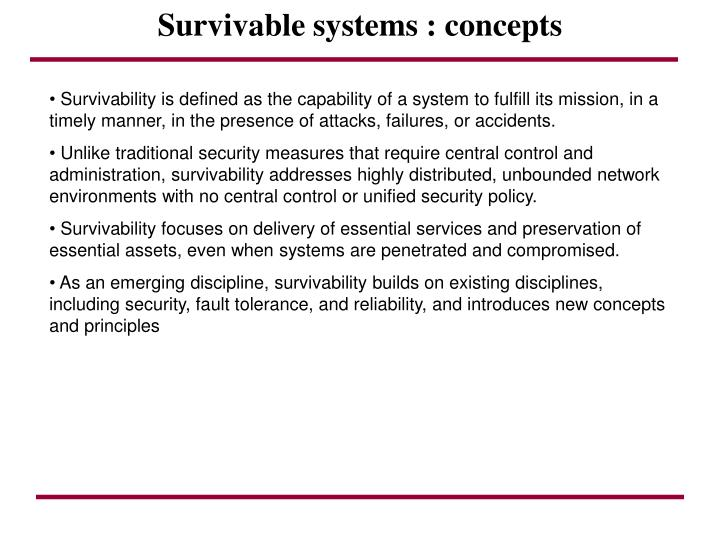 Survivable systems : concepts
• Survivability is defined as the capability of a system to fulfill its mission, in a
timely manner, in the presence of attacks, failures, or accidents.
• Unlike traditional security measures that require central control and
administration, survivability addresses highly distributed, unbounded network
environments with no central control or unified security policy.
• Survivability focuses on delivery of essential services and preservation of
essential assets, even when systems are penetrated and compromised.
• As an emerging discipline, survivability builds on existing disciplines,
including security, fault tolerance, and reliability, and introduces new concepts
and principles